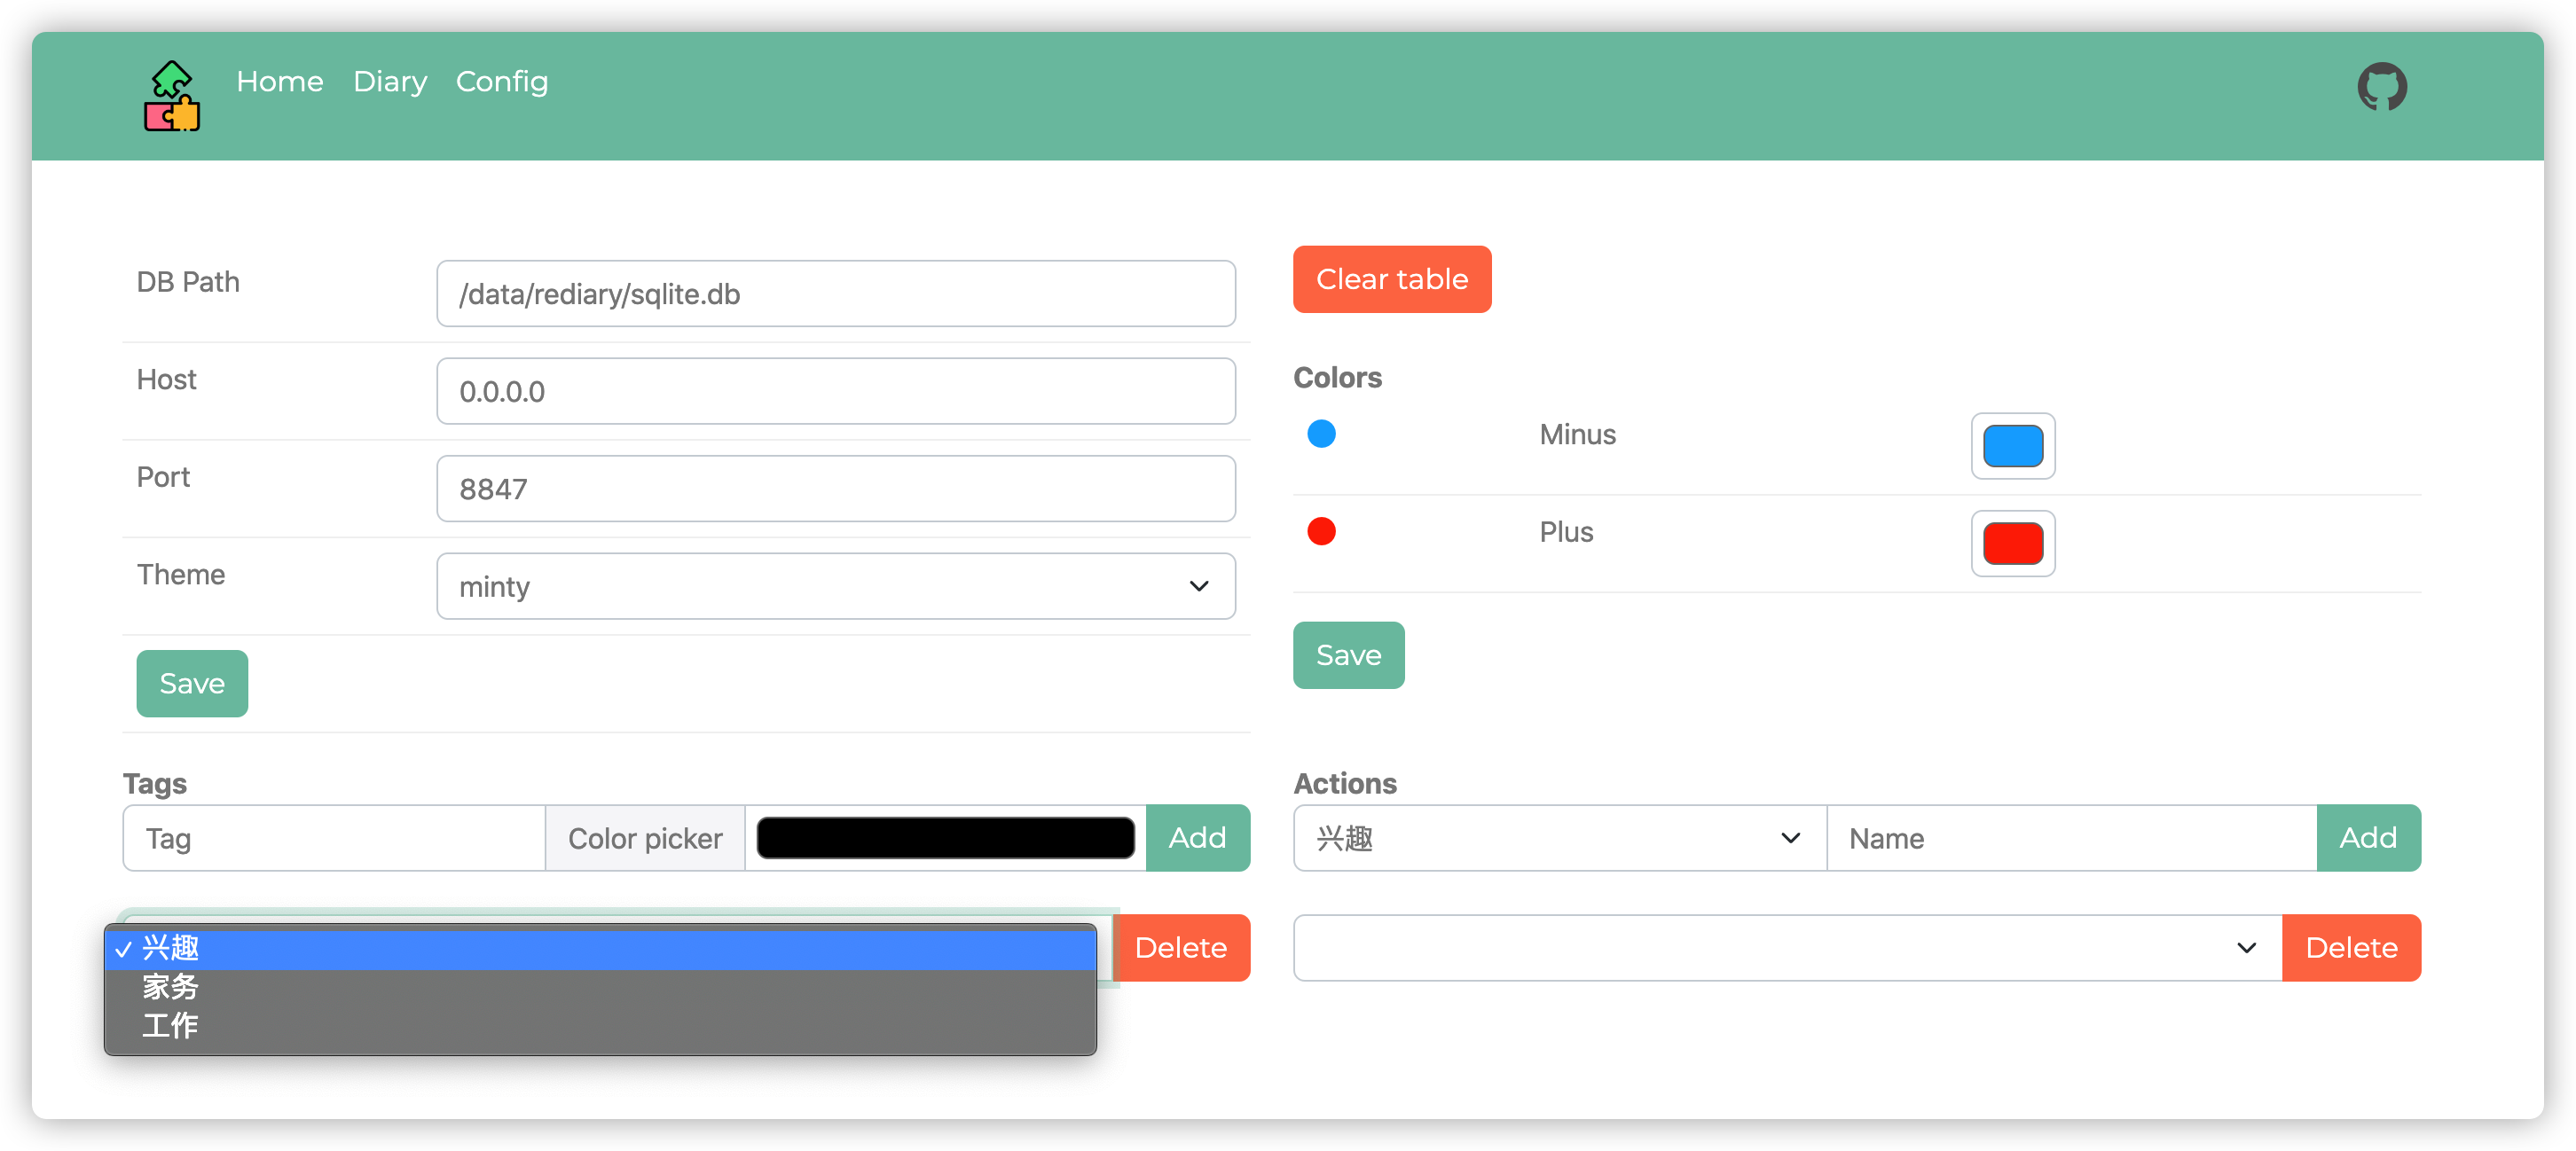 Home Diary Config
DB Path /data/rediary/sqlite.db
Host 0.0.0.0
Port 8847
Theme minty
Save
Clear table
Colors
Minus
Plus
Save
Tags
Tag Color picker Add
✓ 兴趣
家务
工作
Delete
Actions
兴趣 Name Add
Delete